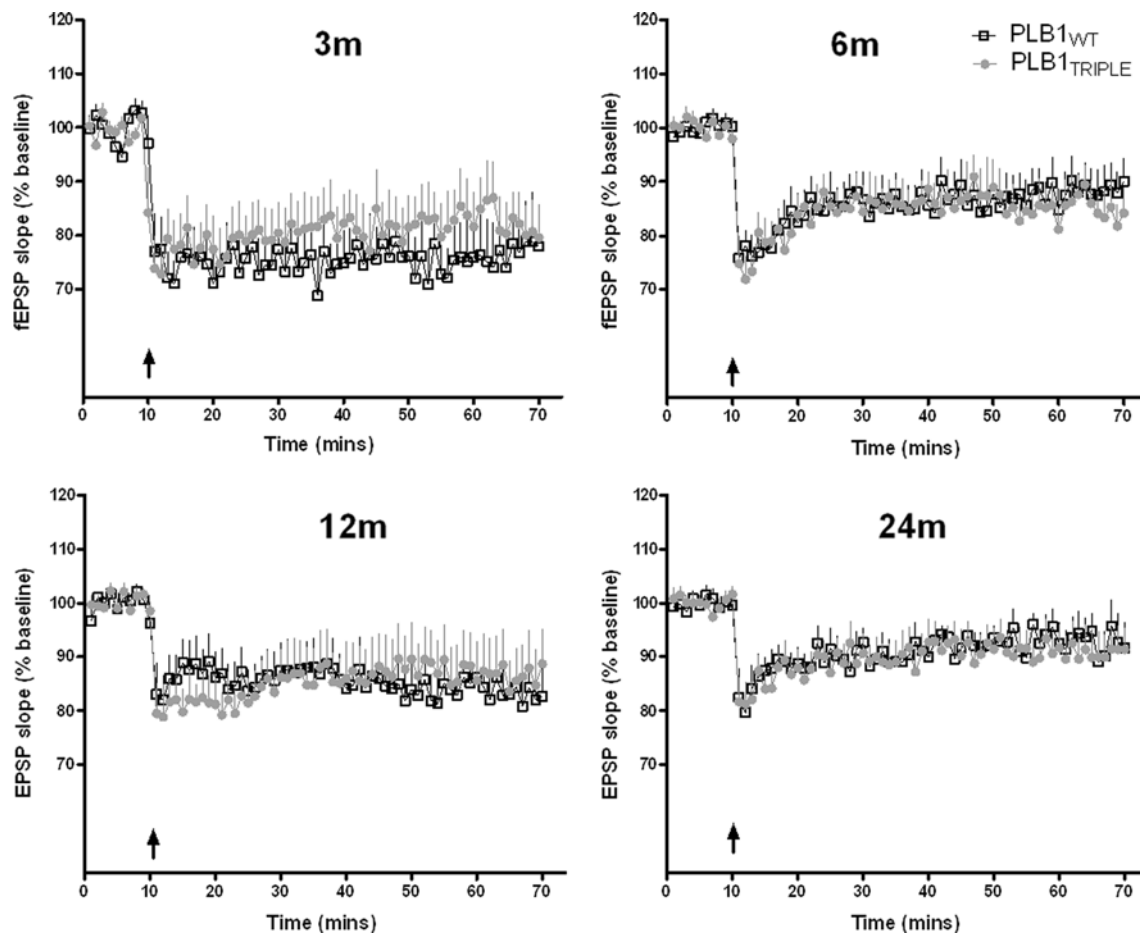 3m
120
110
100
90
80
70
fEPSP slope (% baseline)
0 10 20 30 40 50 60 70
Time (mins)
6m
PLB1WT
PLB1TRIPLE
120
110
100
90
80
70
fEPSP slope (% baseline)
0 10 20 30 40 50 60 70
Time (mins)
12m
120
110
100
90
80
70
EPSP slope (% baseline)
0 10 20 30 40 50 60 70
Time (mins)
24m
120
110
100
90
80
70
EPSP slope (% baseline)
0 10 20 30 40 50 60 70
Time (mins)